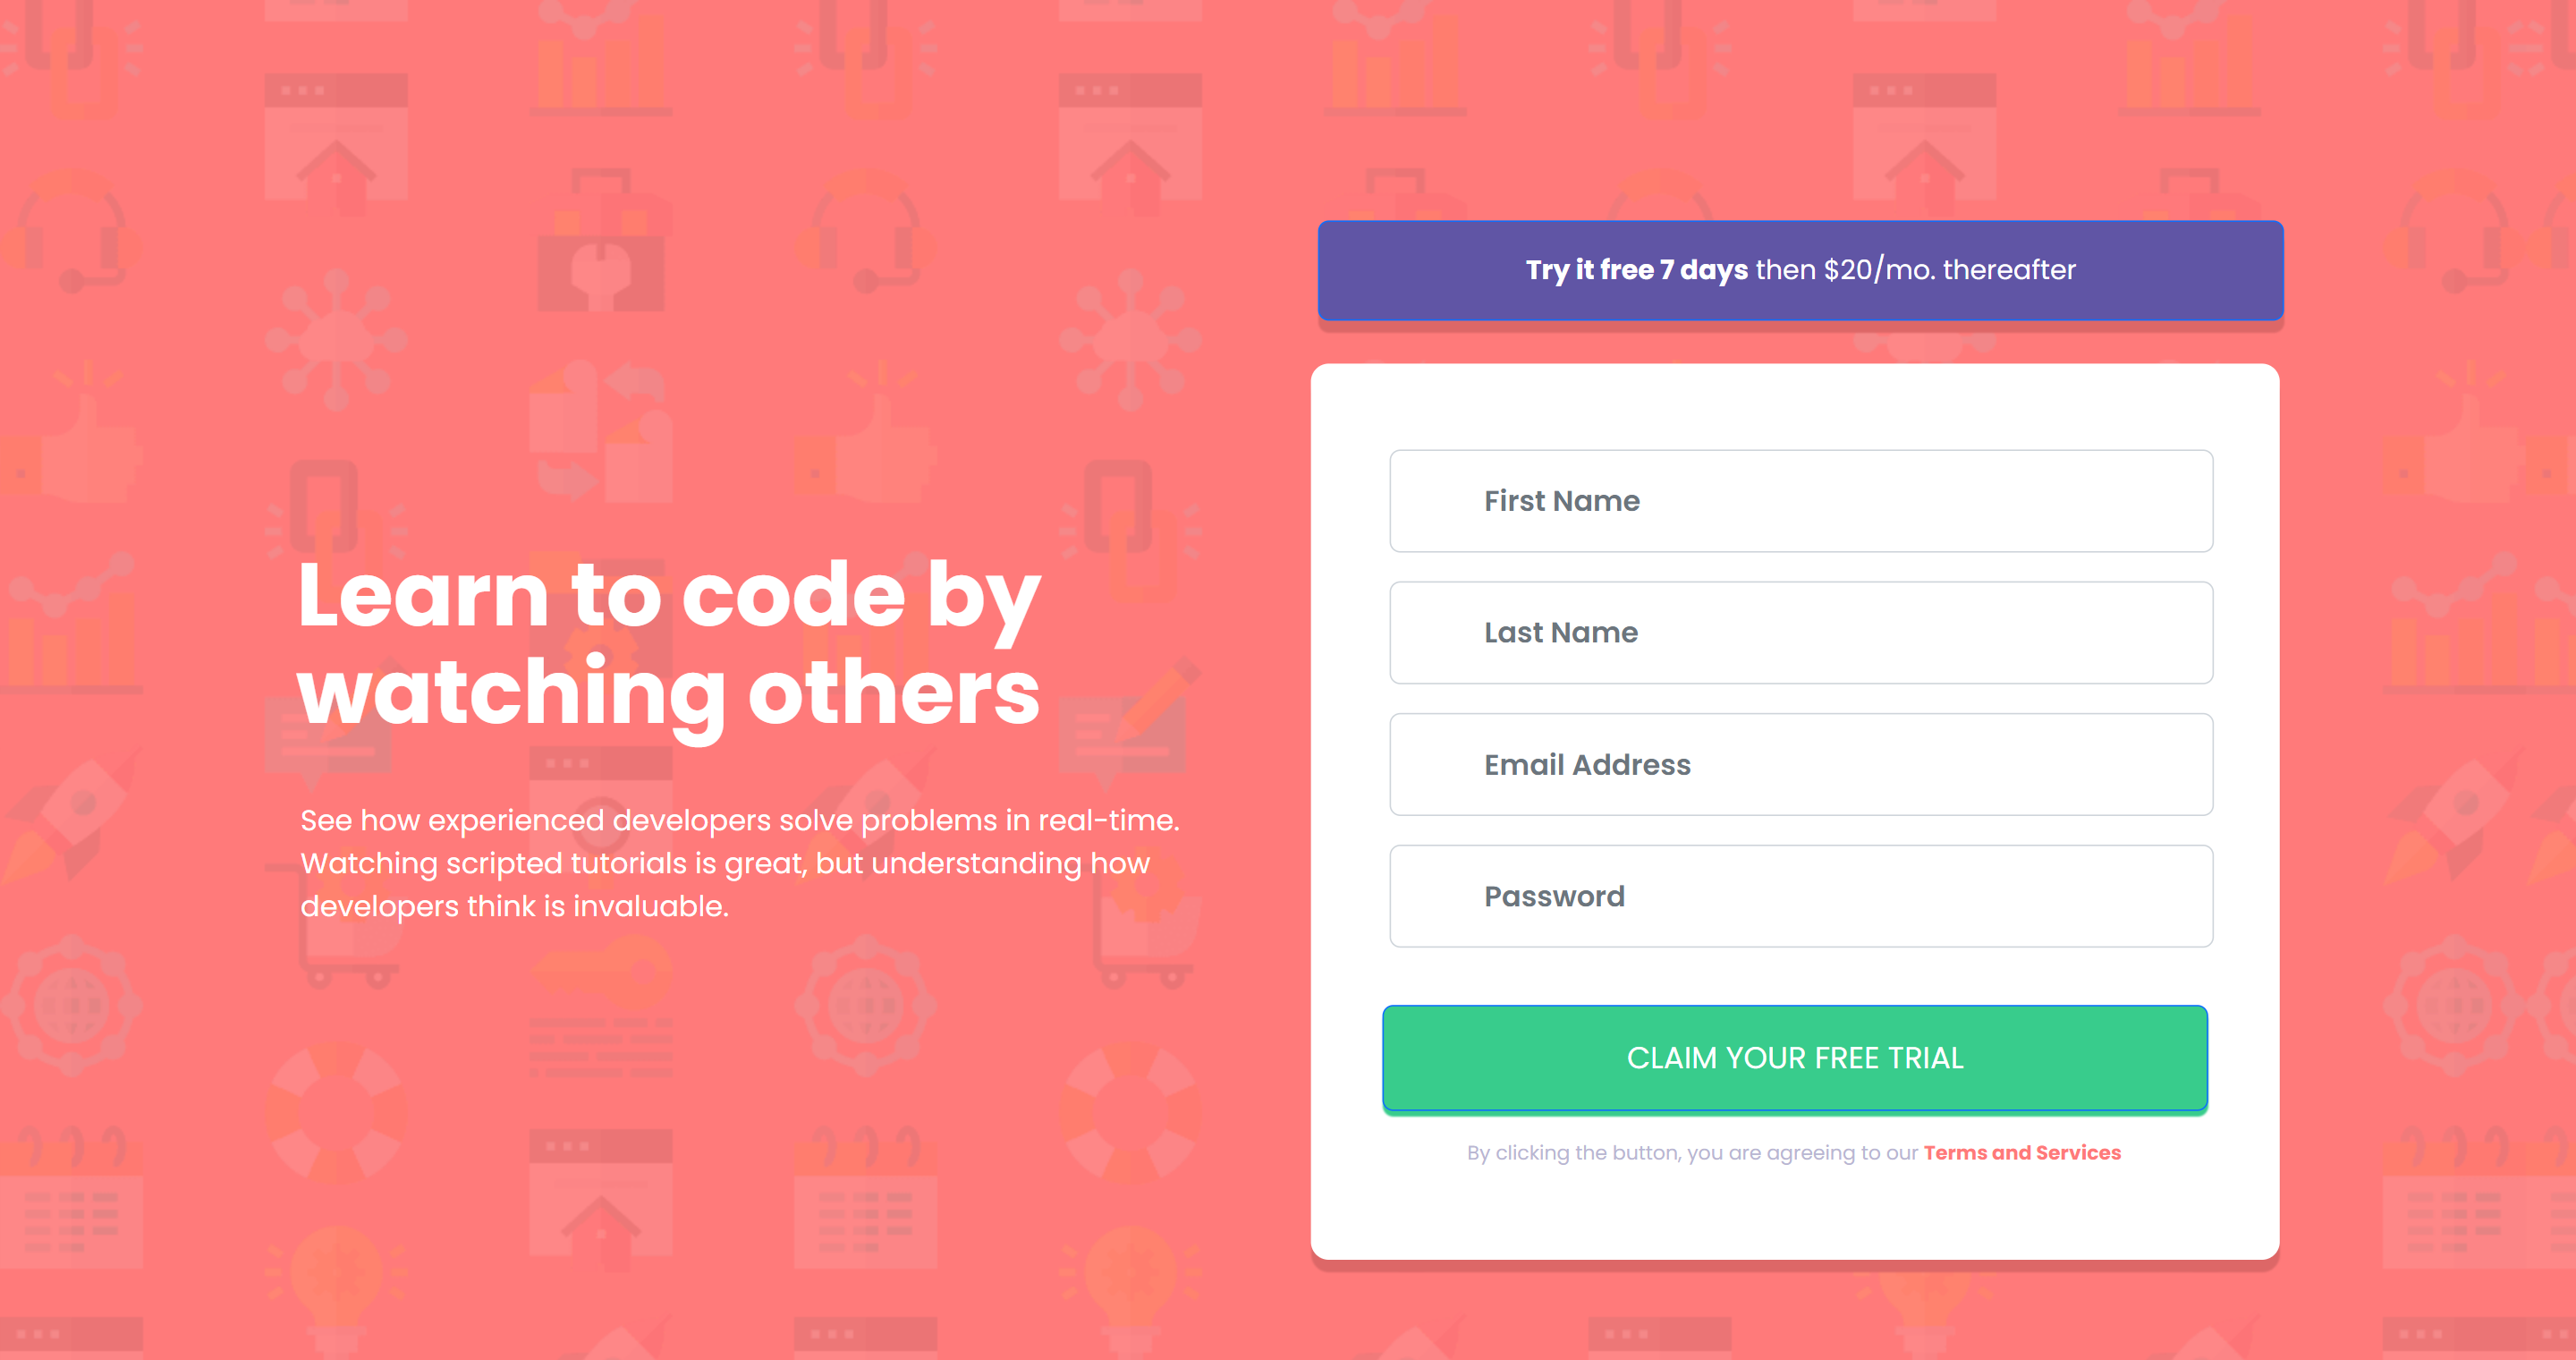 Learn to code by
watching others
See how experienced developers solve problems in real-time.
Watching scripted tutorials is great, but understanding how
developers think is invaluable.
Try it free 7 days then $20/mo. thereafter
First Name
Last Name
Email Address
Password
CLAIM YOUR FREE TRIAL
By clicking the button, you are agreeing to our Terms and Services